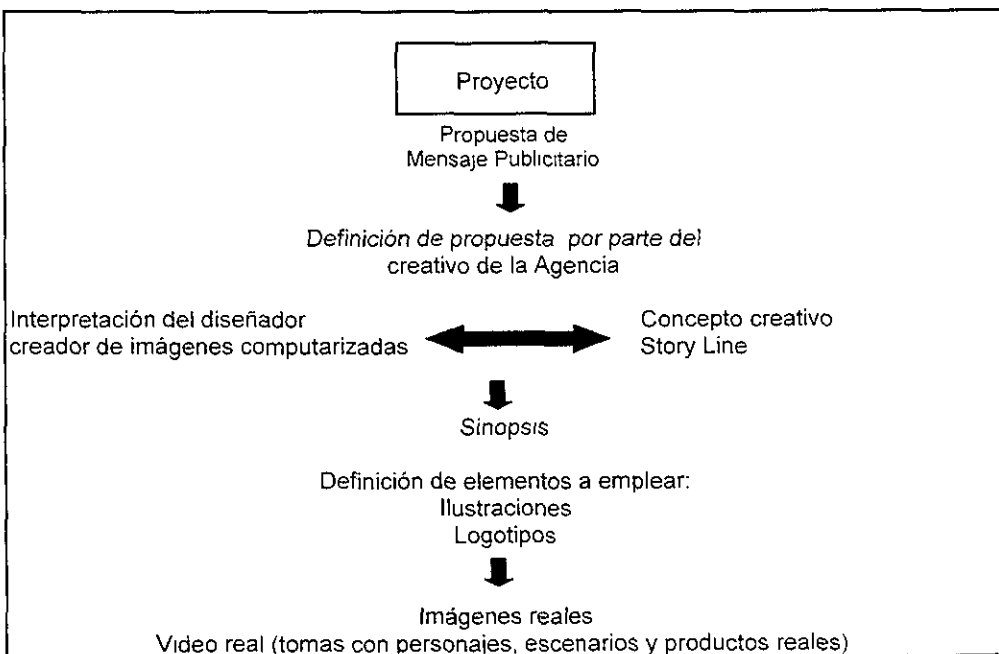 Proyecto
Propuesta de
Mensaje Publicitario
Definición de propuesta por parte del
creativo de la Agencia
Interpretación del diseñador
creador de imágenes computarizadas
Concepto creativo
Story Line
Sinopsis
Definición de elementos a emplear:
Ilustraciones
Logotipos
Imágenes reales
Video real (tomas con personajes, escenarios y productos reales)